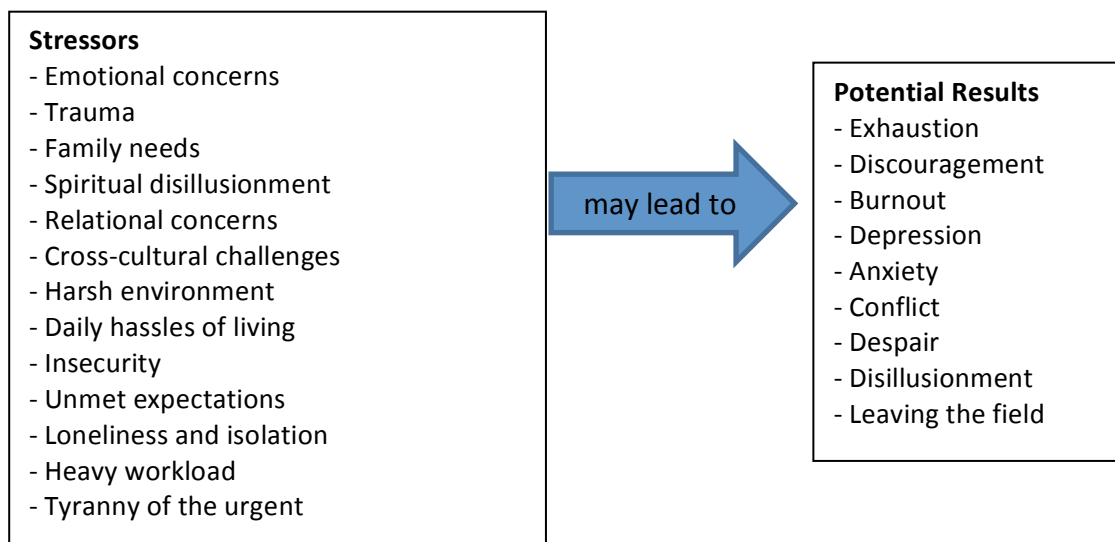 Stressors
- Emotional concerns
- Trauma
- Family needs
- Spiritual disillusionment
- Relational concerns
- Cross-cultural challenges
- Harsh environment
- Daily hassles of living
- Insecurity
- Unmet expectations
- Loneliness and isolation
- Heavy workload
- Tyranny of the urgent
may lead to
Potential Results
- Exhaustion
- Discouragement
- Burnout
- Depression
- Anxiety
- Conflict
- Despair
- Disillusionment
- Leaving the field